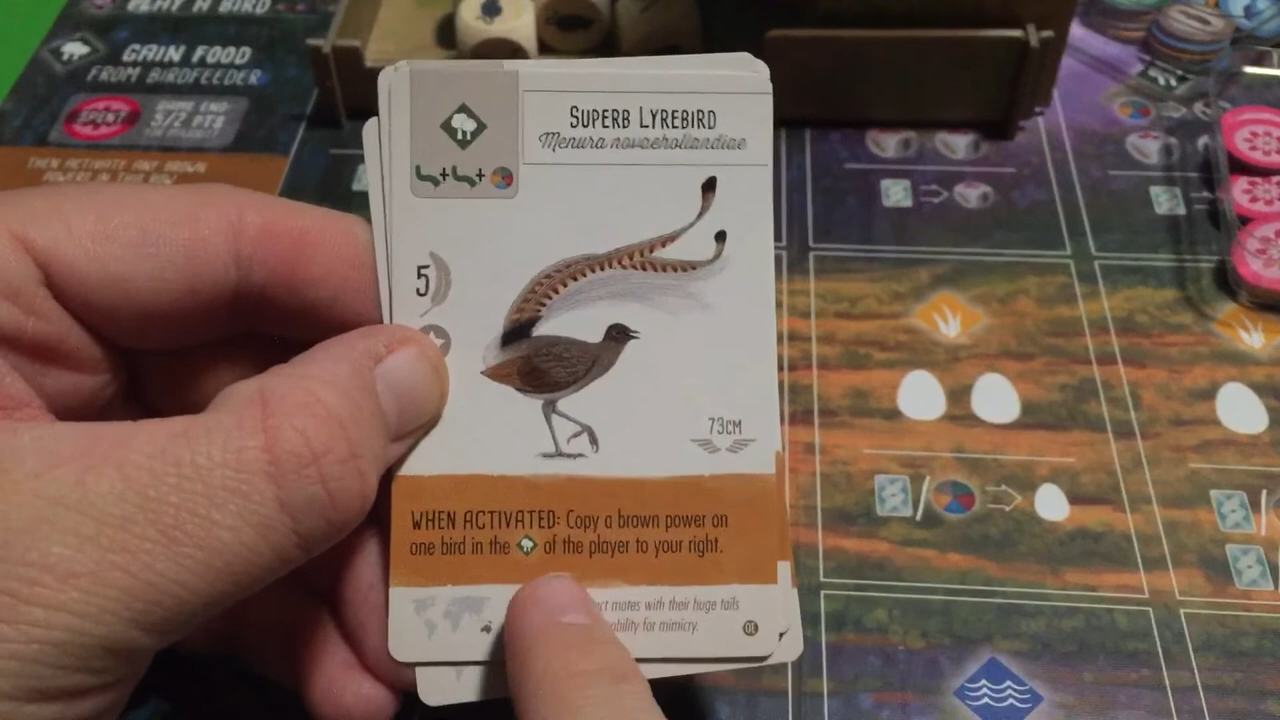 PLAY A BIRD
GAIN FOOD
FROM BIRDFEEDER
SPENT
GAME END:
5/2 PTS
THEN ACTIVATE ANY BROWN
POWERS IN THIS ROW
SUPERB LYREBIRD
Menura novaehollandiae
+ +
5
73CM
WHEN ACTIVATED: Copy a brown power on
one bird in the of the player to your right.
mates with their huge tails
ability for mimicry.
OE
/
/